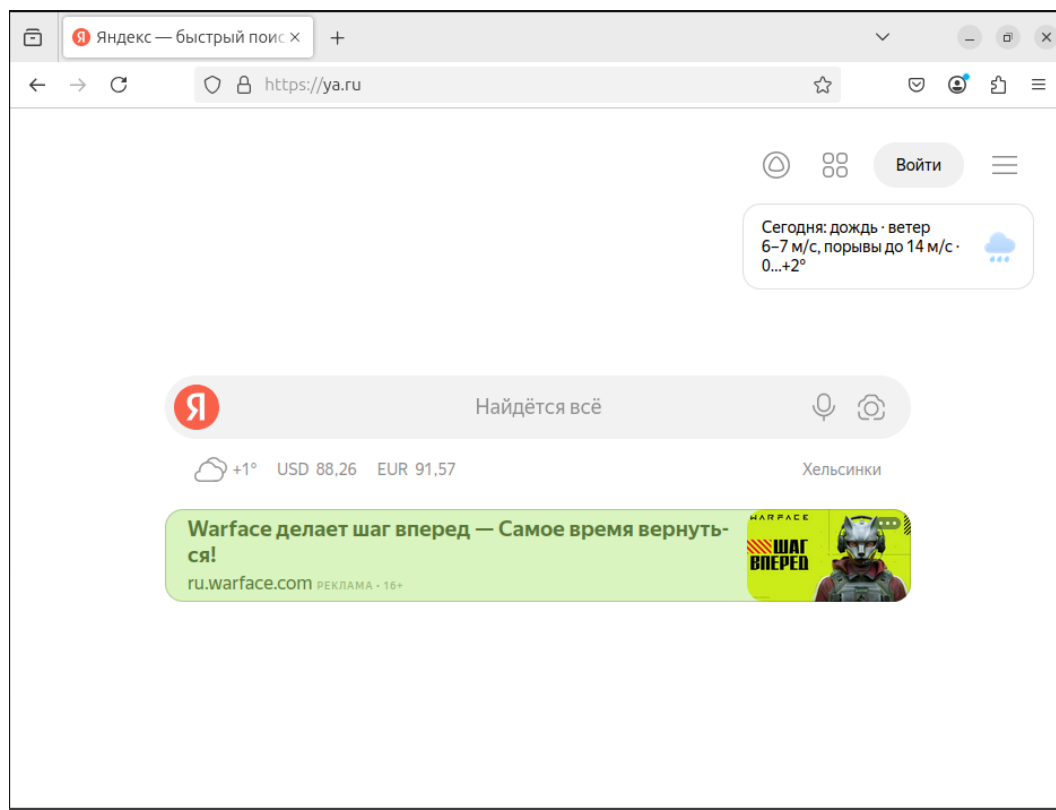 Яндекс — быстрый поис
https://ya.ru
Войти
Сегодня: дождь · ветер
6–7 м/с, порывы до 14 м/с ·
0...+2°
Я
Найдётся всё
+1° USD 88,26 EUR 91,57
Хельсинки
Warface делает шаг вперед — Самое время вернуть-
ся!
ru.warface.com РЕКЛАМА • 16+
WARFACE
ШАГ
ВПЕРЕД